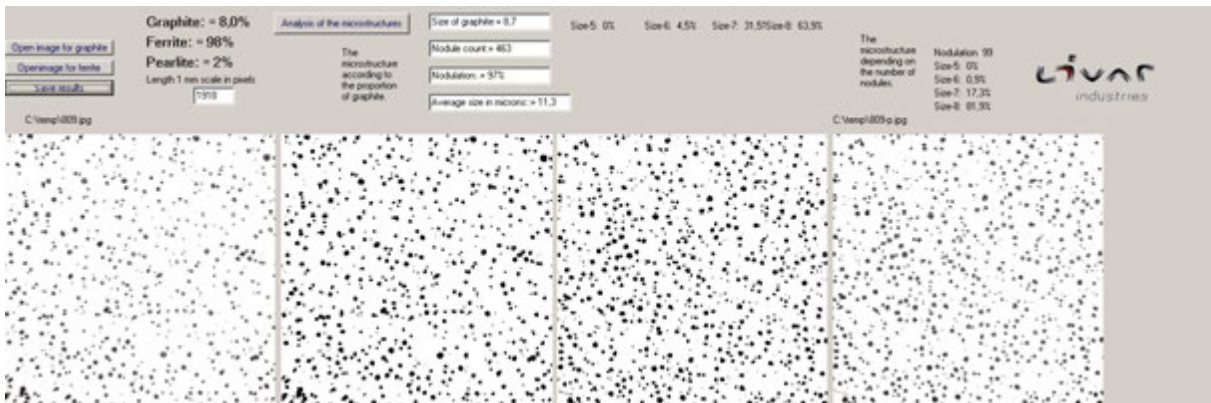 Open image for graphite
Openimage for ferrite
Save results
Graphite: = 8,0%
Ferrite: = 98%
Pearlite: = 2%
Length 1 mm scale in pixels
1918
C:\temp\809.jpg
Analysis of the microstructures
The
microstructure
according to
the proportion
of graphite.
Size of graphite = 8,7
Nodule count = 463
Nodulation. = 97%
Average size in microns: = 11,3
Size-5: 0% Size-6: 4,5% Size-7: 31,5%Size-8: 63,9%
The
microstructure
depending on
the number of
nodules.
Nodulation 99
Size-5: 0%
Size-6: 0,9%
Size-7: 17,3%
Size-8: 81,9%
C:\temp\809-p.jpg
Livar
industries